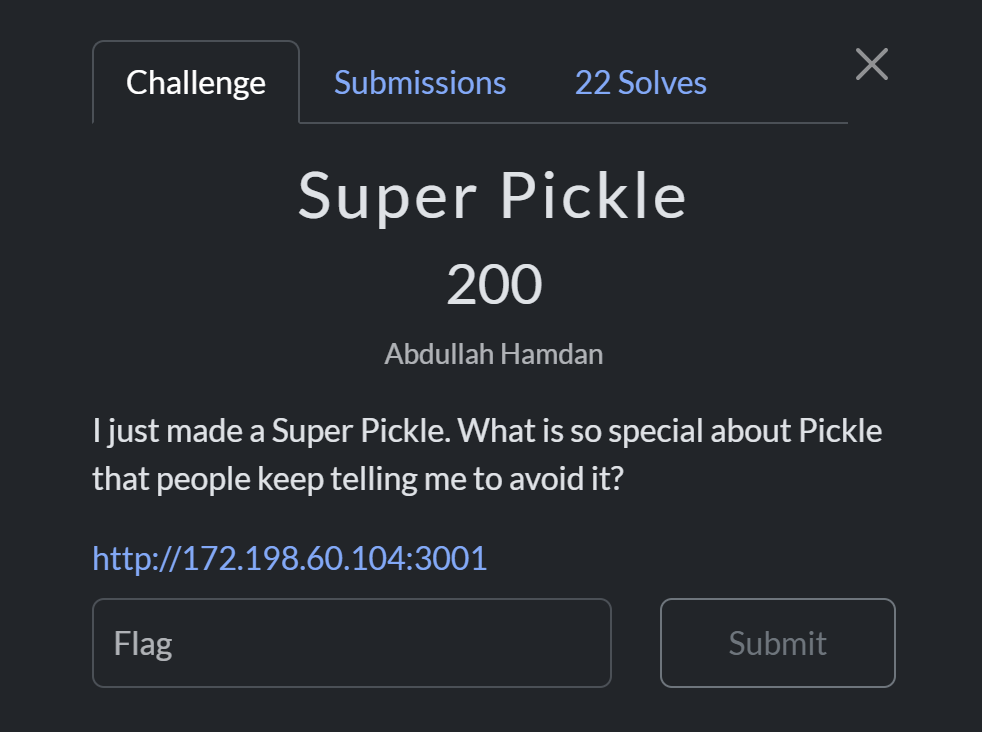 Challenge Submissions 22 Solves
Super Pickle
200
Abdullah Hamdan
I just made a Super Pickle. What is so special about Pickle
that people keep telling me to avoid it?
http://172.198.60.104:3001
Flag Submit